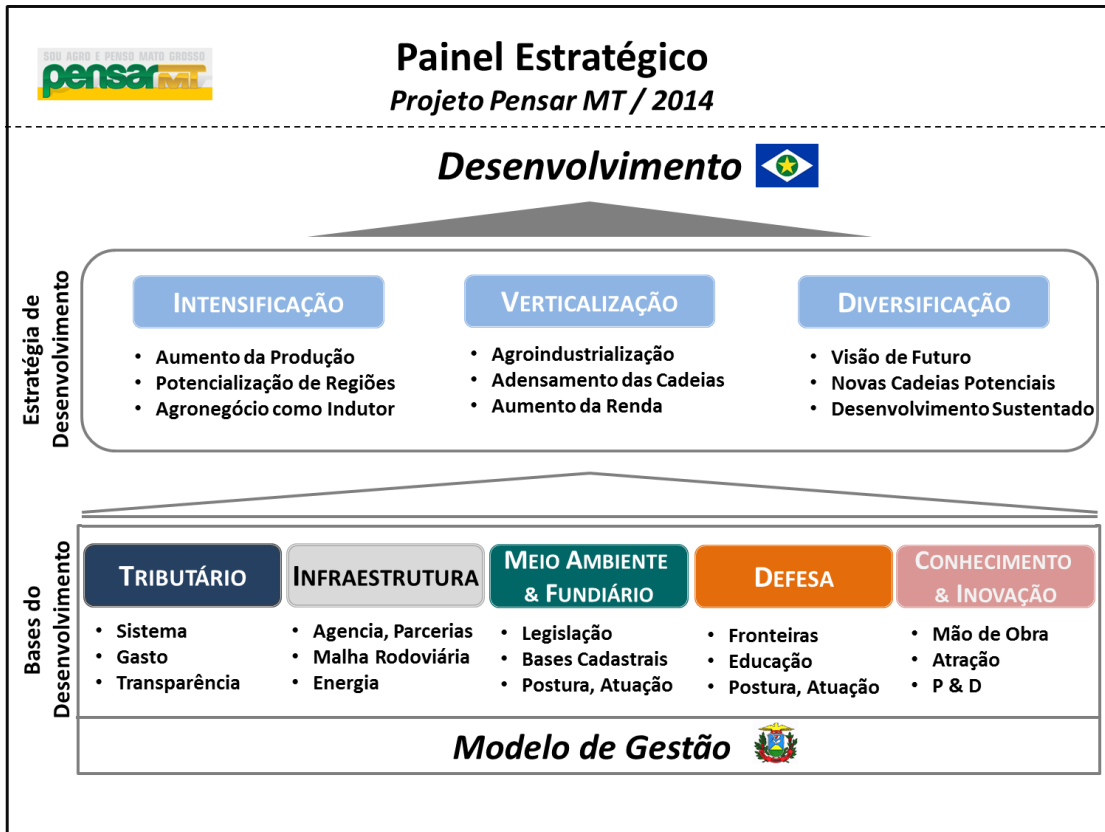 SOU AGRO E PENSO MATO GROSSO
pensarMT
Painel Estratégico
Projeto Pensar MT / 2014
Desenvolvimento
Estratégia de
Desenvolvimento
INTENSIFICAÇÃO
• Aumento da Produção
• Potencialização de Regiões
• Agronegócio como Indutor
VERTICALIZAÇÃO
• Agroindustrialização
• Adensamento das Cadeias
• Aumento da Renda
DIVERSIFICAÇÃO
• Visão de Futuro
• Novas Cadeias Potenciais
• Desenvolvimento Sustentado
Bases do
Desenvolvimento
TRIBUTÁRIO
• Sistema
• Gasto
• Transparência
INFRAESTRUTURA
• Agencia, Parcerias
• Malha Rodoviária
• Energia
MEIO AMBIENTE
& FUNDIÁRIO
• Legislação
• Bases Cadastrais
• Postura, Atuação
DEFESA
• Fronteiras
• Educação
• Postura, Atuação
CONHECIMENTO
& INOVAÇÃO
• Mão de Obra
• Atração
• P & D
Modelo de Gestão